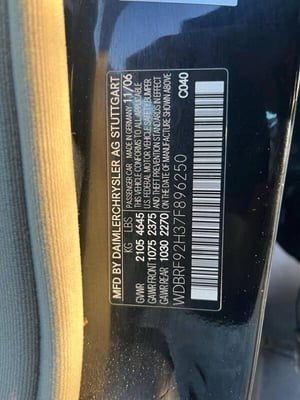 MFD BY DAIMLERCHRYSLER AG STUTTGART
PASSENGER CAR MADE IN GERMANY 11/06
KG LBS
GVWR 2105 4645
GAWR FRONT 1075 2375
GAWR REAR 1030 2270
THIS VEHICLE CONFORMS TO ALL APPLICABLE
U.S. FEDERAL MOTOR VEHICLE SAFETY, BUMPER
AND THEFT PREVENTION STANDARDS IN EFFECT
ON THE DATE OF MANUFACTURE SHOWN ABOVE
WDBRF92H37F896250
C040